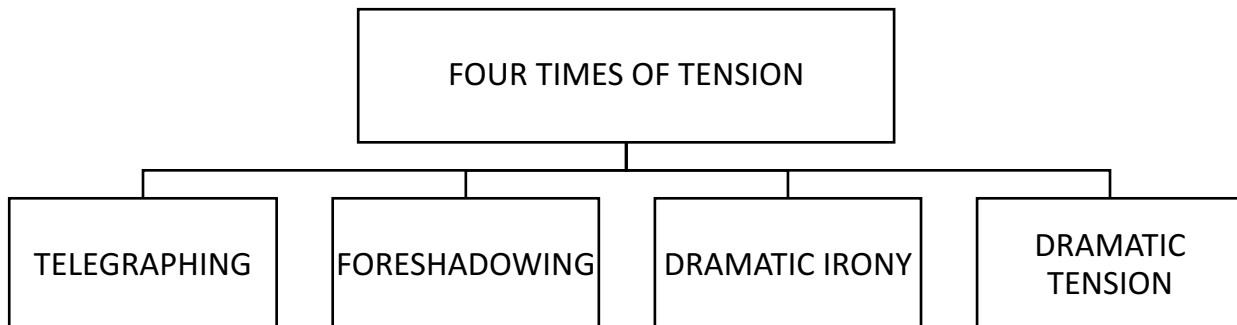 FOUR TIMES OF TENSION
TELEGRAPHING
FORESHADOWING
DRAMATIC IRONY
DRAMATIC
TENSION